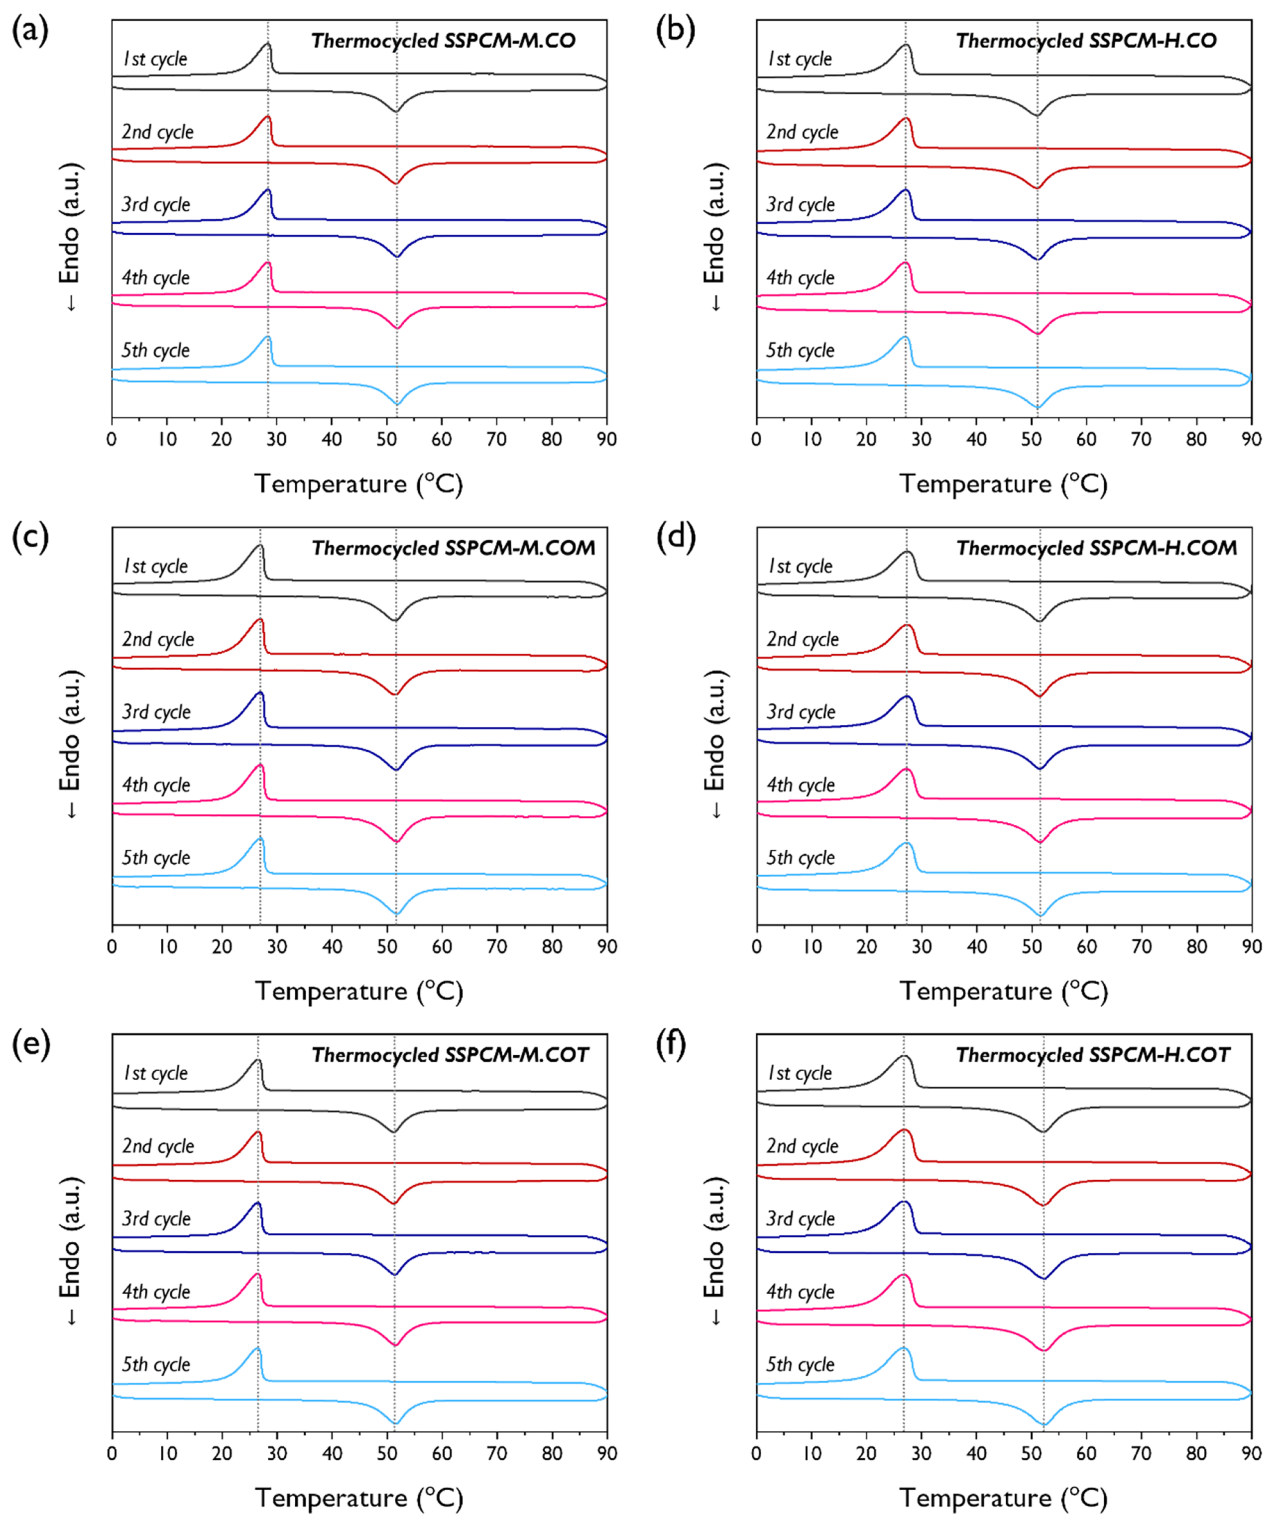 (a)
Thermocycled SSPCM-M.CO
1st cycle
2nd cycle
3rd cycle
4th cycle
5th cycle
← Endo (a.u.)
0 10 20 30 40 50 60 70 80 90
Temperature (°C)
(b)
Thermocycled SSPCM-H.CO
1st cycle
2nd cycle
3rd cycle
4th cycle
5th cycle
← Endo (a.u.)
0 10 20 30 40 50 60 70 80 90
Temperature (°C)
(c)
Thermocycled SSPCM-M.COM
1st cycle
2nd cycle
3rd cycle
4th cycle
5th cycle
← Endo (a.u.)
0 10 20 30 40 50 60 70 80 90
Temperature (°C)
(d)
Thermocycled SSPCM-H.COM
1st cycle
2nd cycle
3rd cycle
4th cycle
5th cycle
← Endo (a.u.)
0 10 20 30 40 50 60 70 80 90
Temperature (°C)
(e)
Thermocycled SSPCM-M.COT
1st cycle
2nd cycle
3rd cycle
4th cycle
5th cycle
← Endo (a.u.)
0 10 20 30 40 50 60 70 80 90
Temperature (°C)
(f)
Thermocycled SSPCM-H.COT
1st cycle
2nd cycle
3rd cycle
4th cycle
5th cycle
← Endo (a.u.)
0 10 20 30 40 50 60 70 80 90
Temperature (°C)